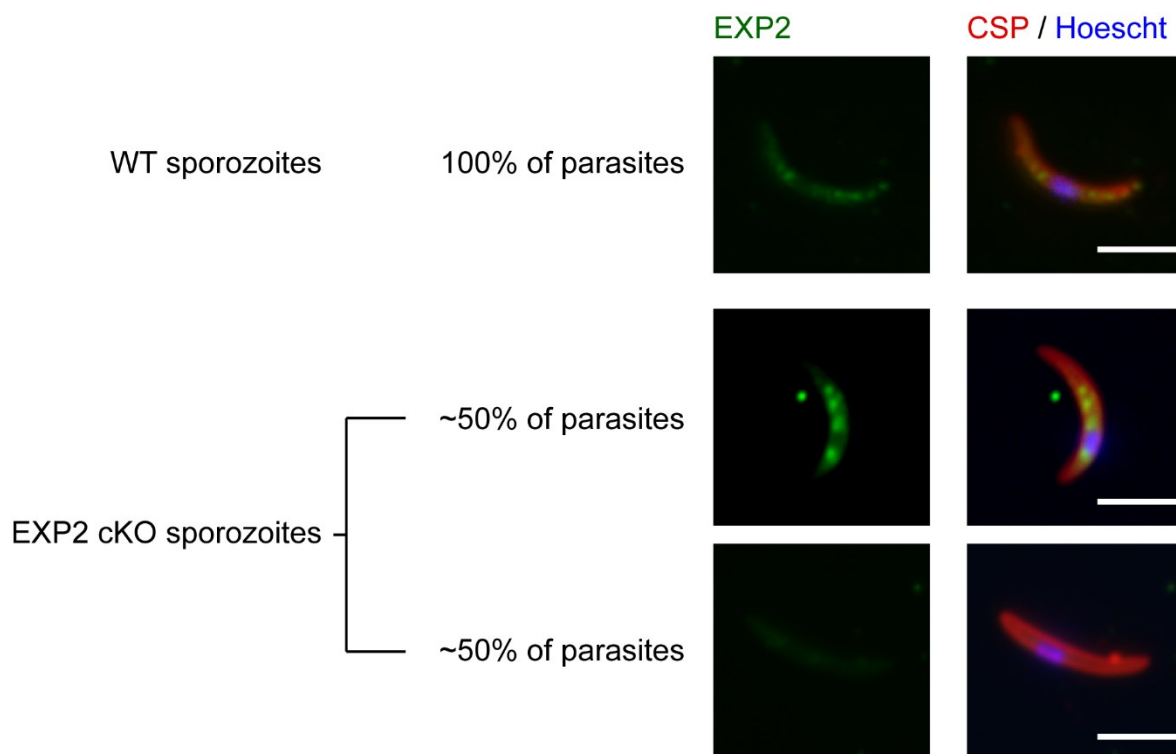 EXP2
CSP / Hoescht
WT sporozoites
100% of parasites
~50% of parasites
EXP2 cKO sporozoites
~50% of parasites